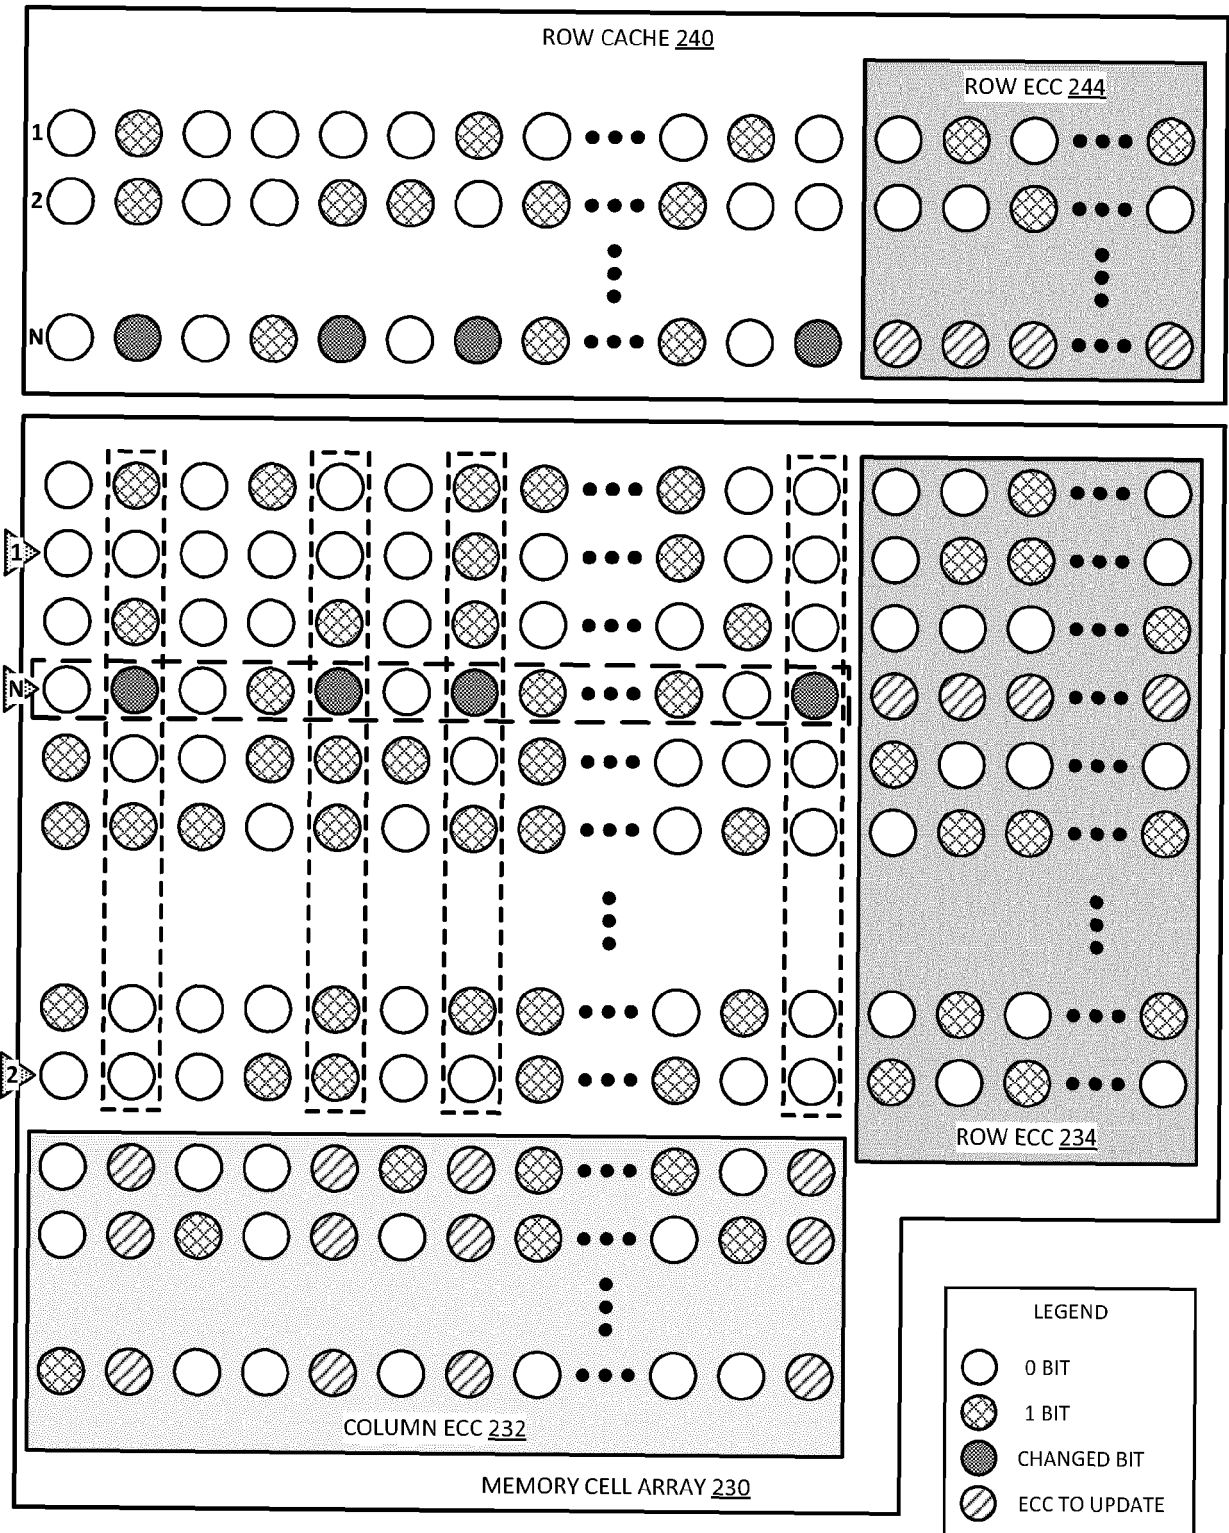 ROW CACHE 240
ROW ECC 244
1
2
N
1
N
2
ROW ECC 234
COLUMN ECC 232
MEMORY CELL ARRAY 230
LEGEND
0 BIT
1 BIT
CHANGED BIT
ECC TO UPDATE